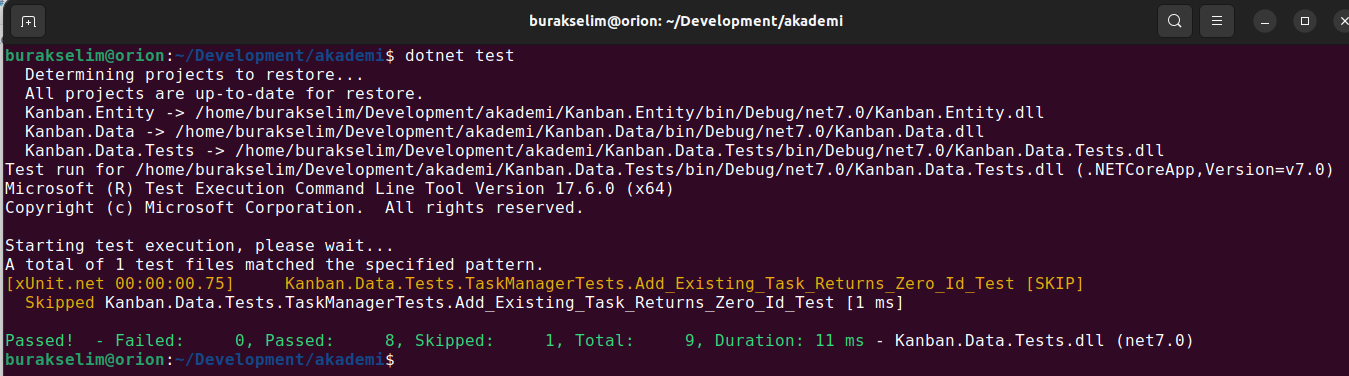 burakselim@orion: ~/Development/akademi
burakselim@orion:~/Development/akademi$ dotnet test
  Determining projects to restore...
  All projects are up-to-date for restore.
  Kanban.Entity -> /home/burakselim/Development/akademi/Kanban.Entity/bin/Debug/net7.0/Kanban.Entity.dll
  Kanban.Data -> /home/burakselim/Development/akademi/Kanban.Data/bin/Debug/net7.0/Kanban.Data.dll
  Kanban.Data.Tests -> /home/burakselim/Development/akademi/Kanban.Data.Tests/bin/Debug/net7.0/Kanban.Data.Tests.dll
Test run for /home/burakselim/Development/akademi/Kanban.Data.Tests/bin/Debug/net7.0/Kanban.Data.Tests.dll (.NETCoreApp,Version=v7.0)
Microsoft (R) Test Execution Command Line Tool Version 17.6.0 (x64)
Copyright (c) Microsoft Corporation.  All rights reserved.

Starting test execution, please wait...
A total of 1 test files matched the specified pattern.
[xUnit.net 00:00:00.75]     Kanban.Data.Tests.TaskManagerTests.Add_Existing_Task_Returns_Zero_Id_Test [SKIP]
  Skipped Kanban.Data.Tests.TaskManagerTests.Add_Existing_Task_Returns_Zero_Id_Test [1 ms]

Passed!  - Failed:     0, Passed:     8, Skipped:     1, Total:     9, Duration: 11 ms - Kanban.Data.Tests.dll (net7.0)
burakselim@orion:~/Development/akademi$